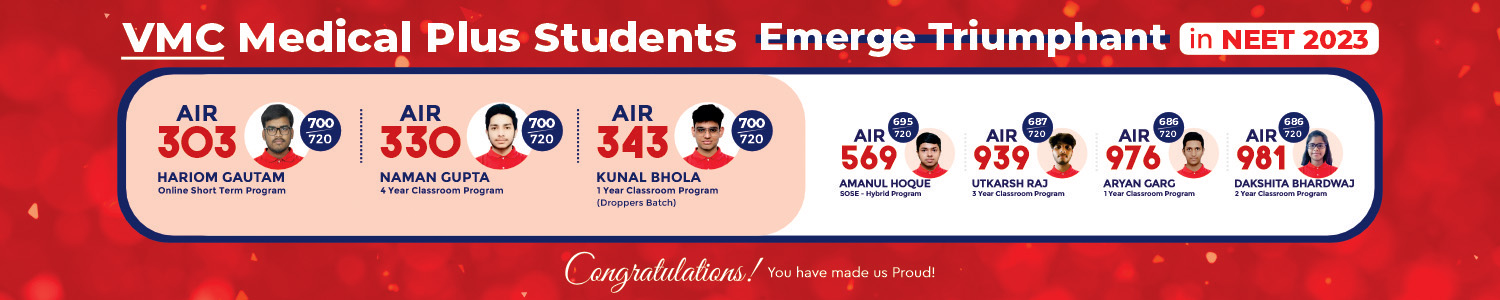 VMC Medical Plus Students Emerge Triumphant in NEET 2023
AIR
303
700
720
HARIOM GAUTAM
Online Short Term Program
AIR
330
700
720
NAMAN GUPTA
4 Year Classroom Program
AIR
343
700
720
KUNAL BHOLA
1 Year Classroom Program
(Droppers Batch)
AIR
569
695
720
AMANUL HOQUE
SOSE - Hybrid Program
AIR
939
687
720
UTKARSH RAJ
3 Year Classroom Program
AIR
976
686
720
ARYAN GARG
1 Year Classroom Program
AIR
981
686
720
DAKSHITA BHARDWAJ
2 Year Classroom Program
Congratulations! You have made us Proud!